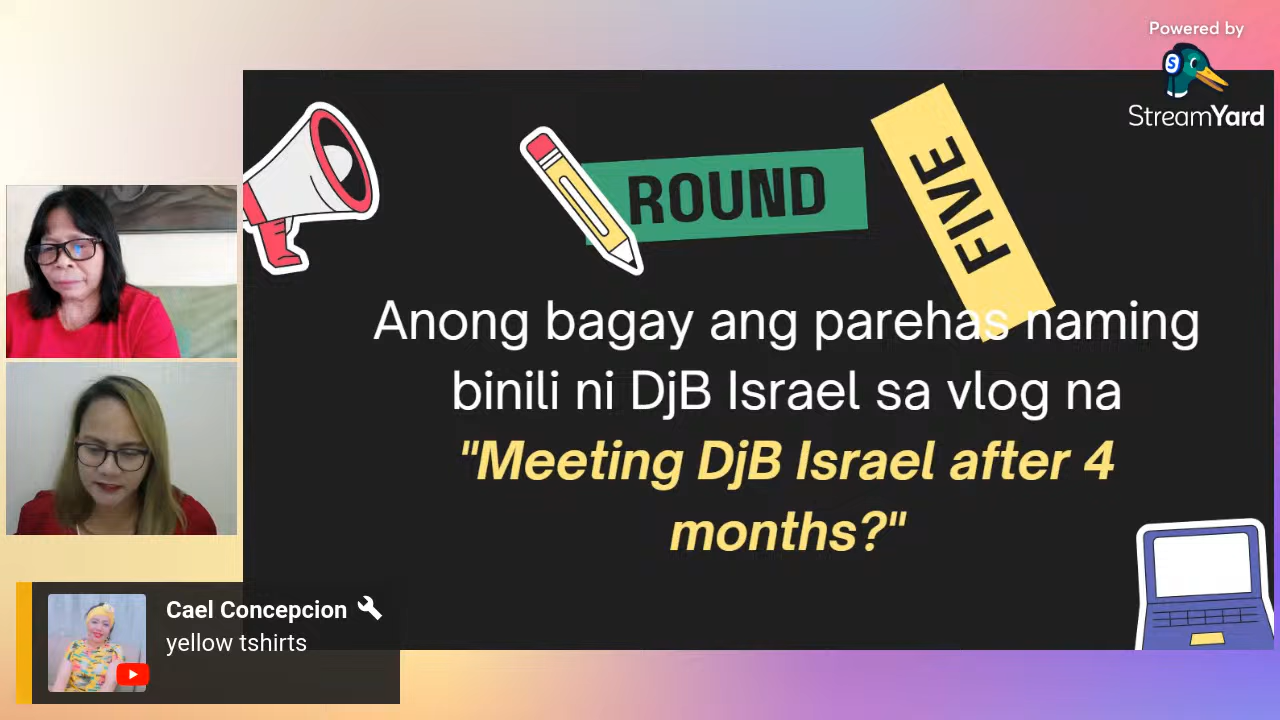 Powered by
StreamYard
ROUND
FIVE
Anong bagay ang parehas naming
binili ni DjB Israel sa vlog na
"Meeting DjB Israel after 4
months?"
Cael Concepcion
yellow tshirts